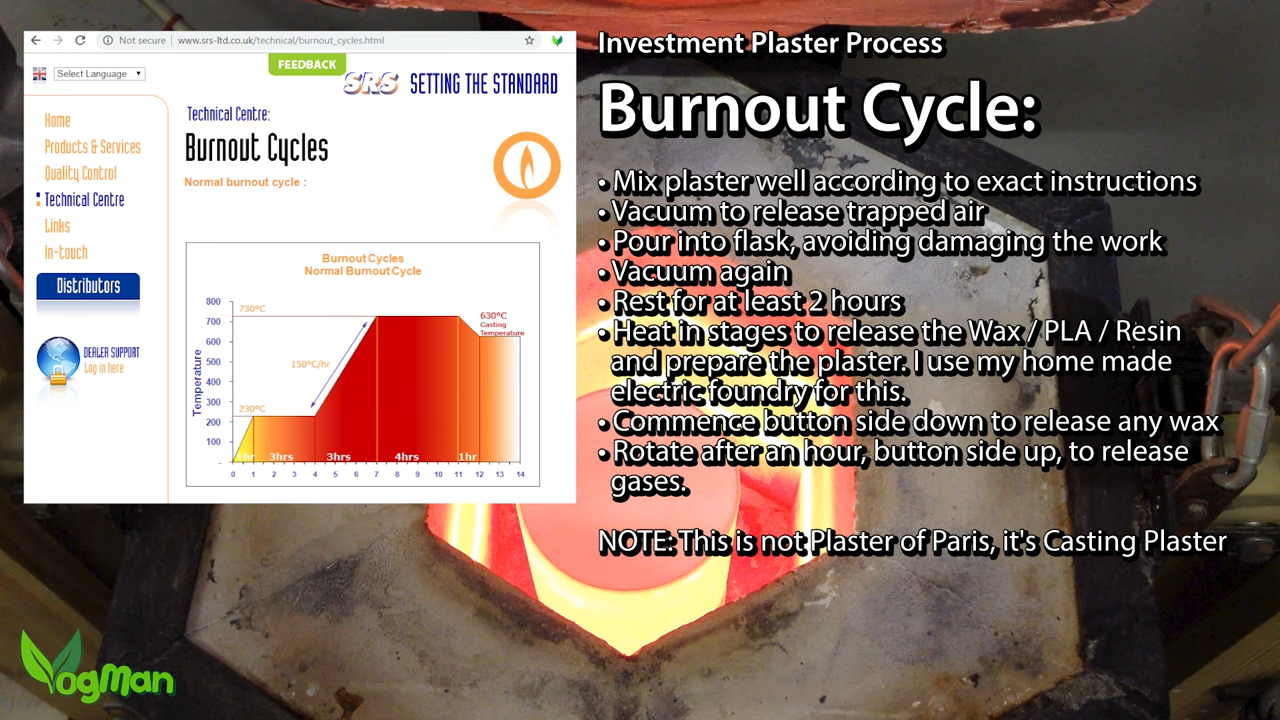 Not secure | www.srs-ltd.co.uk/technical/burnout_cycles.html
Select Language
FEEDBACK
SRS SETTING THE STANDARD
Home
Products & Services
Quality Control
Technical Centre
Links
In-touch
Distributors
DEALER SUPPORT
Log in here
Technical Centre:
Burnout Cycles
Normal burnout cycle :
Burnout Cycles
Normal Burnout Cycle
Temperature
800
700
600
500
400
300
200
100
-
730ºC
630ºC
Casting
Temperature
150ºC/hr
230ºC
1hr 3hrs 3hrs 4hrs 1hr
0 1 2 3 4 5 6 7 8 9 10 11 12 13 14
Investment Plaster Process
Burnout Cycle:
• Mix plaster well according to exact instructions
• Vacuum to release trapped air
• Pour into flask, avoiding damaging the work
• Vacuum again
• Rest for at least 2 hours
• Heat in stages to release the Wax / PLA / Resin
and prepare the plaster. I use my home made
electric foundry for this.
• Commence button side down to release any wax
• Rotate after an hour, button side up, to release
gases.
NOTE: This is not Plaster of Paris, it's Casting Plaster
VogMan